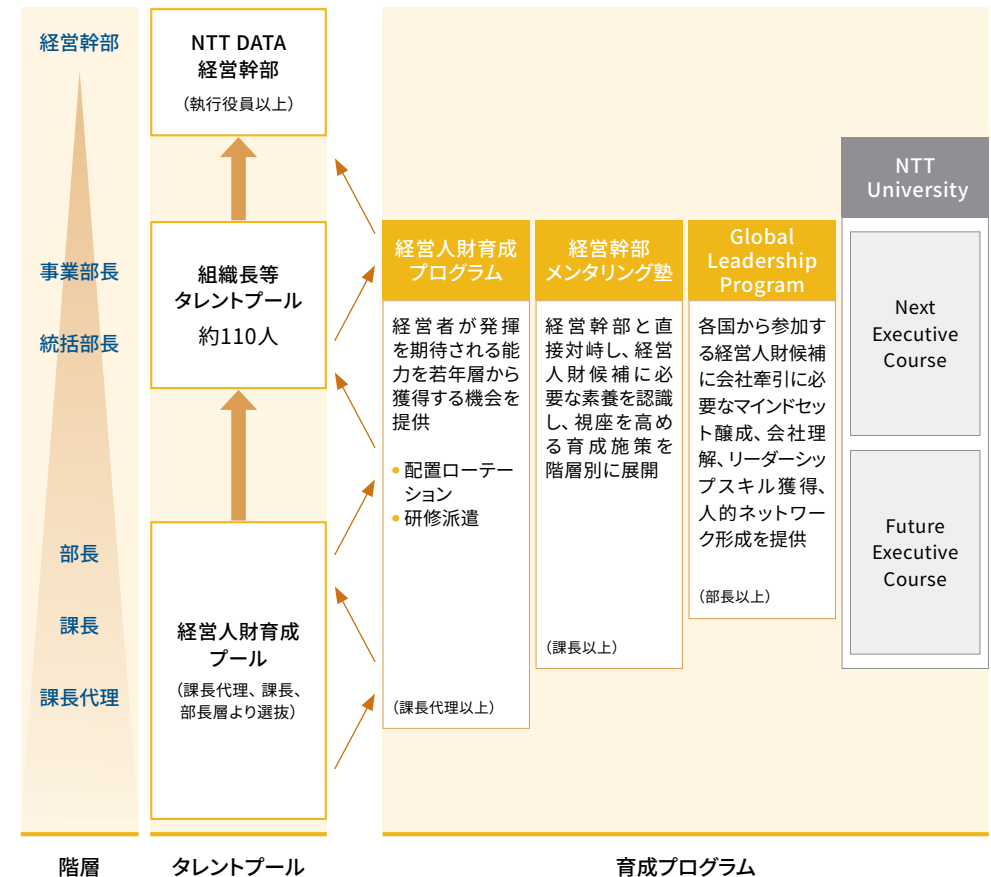 経営幹部
事業部長
統括部長
部長
課長
課長代理
階層
NTT DATA
経営幹部
（執行役員以上）
組織長等
タレントプール
約110人
経営人財育成
プール
（課長代理、課長、
部長層より選抜）
タレントプール
経営人財育成
プログラム
経営者が発揮
を期待される能
力を若年層から
獲得する機会を
提供
● 配置ローテー
ション
● 研修派遣
（課長代理以上）
経営幹部
メンタリング塾
経営幹部と直
接対峙し、経営
人財候補に必
要な素養を認識
し、視座を高め
る育成施策を
階層別に展開
（課長以上）
Global
Leadership
Program
各国から参加す
る経営人財候補
に会社牽引に必
要なマインドセッ
ト醸成、会社理
解、リーダーシッ
プスキル獲得、
人的ネットワー
ク形成を提供
（部長以上）
NTT
University
Next
Executive
Course
Future
Executive
Course
育成プログラム